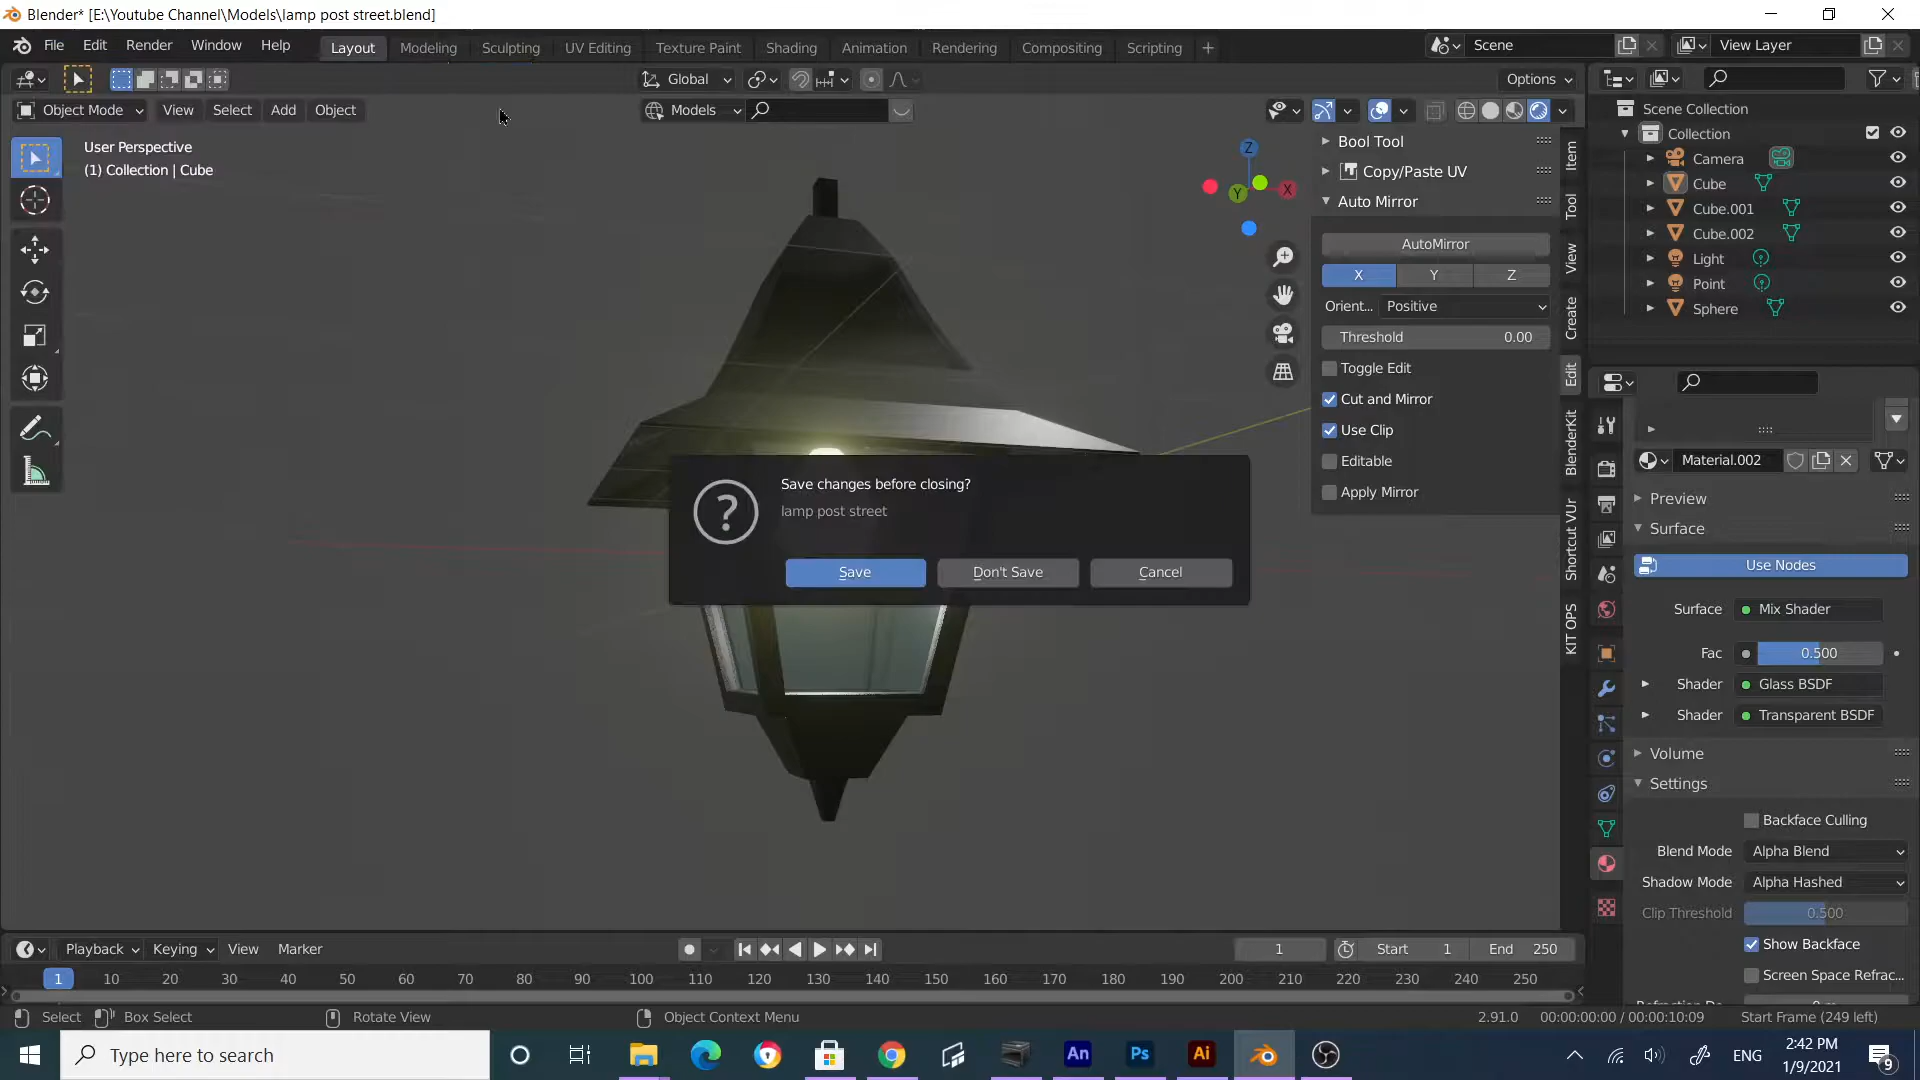 Blender* [E:\Youtube Channel\Models\lamp post street.blend]
File Edit Render Window Help Layout Modeling Sculpting UV Editing Texture Paint Shading Animation Rendering Compositing Scripting + Scene View Layer
Global Options
Object Mode View Select Add Object Models
User Perspective
(1) Collection | Cube
Z
X
Y
Bool Tool
Copy/Paste UV
Auto Mirror
AutoMirror
X Y Z
Orient... Positive
Threshold 0.00
Toggle Edit
Cut and Mirror
Use Clip
Editable
Apply Mirror
Item
Tool
View
Create
Edit
BlenderKit
Shortcut VUr
KIT OPS
Scene Collection
Collection
Camera
Cube
Cube.001
Cube.002
Light
Point
Sphere
Material.002
Preview
Surface
Use Nodes
Surface Mix Shader
Fac 0.500
Shader Glass BSDF
Shader Transparent BSDF
Volume
Settings
Backface Culling
Blend Mode Alpha Blend
Shadow Mode Alpha Hashed
Clip Threshold 0.500
Show Backface
Screen Space Refrac...
Save changes before closing?
lamp post street
?
Save Don't Save Cancel
Playback Keying View Marker 1 Start 1 End 250
1 10 20 30 40 50 60 70 80 90 100 110 120 130 140 150 160 170 180 190 200 210 220 230 240 250
Select Box Select Rotate View Object Context Menu 2.91.0 00:00:00:00 / 00:00:10:09 Start Frame (249 left)
Type here to search An Ps Ai ENG 2:42 PM
1/9/2021 9